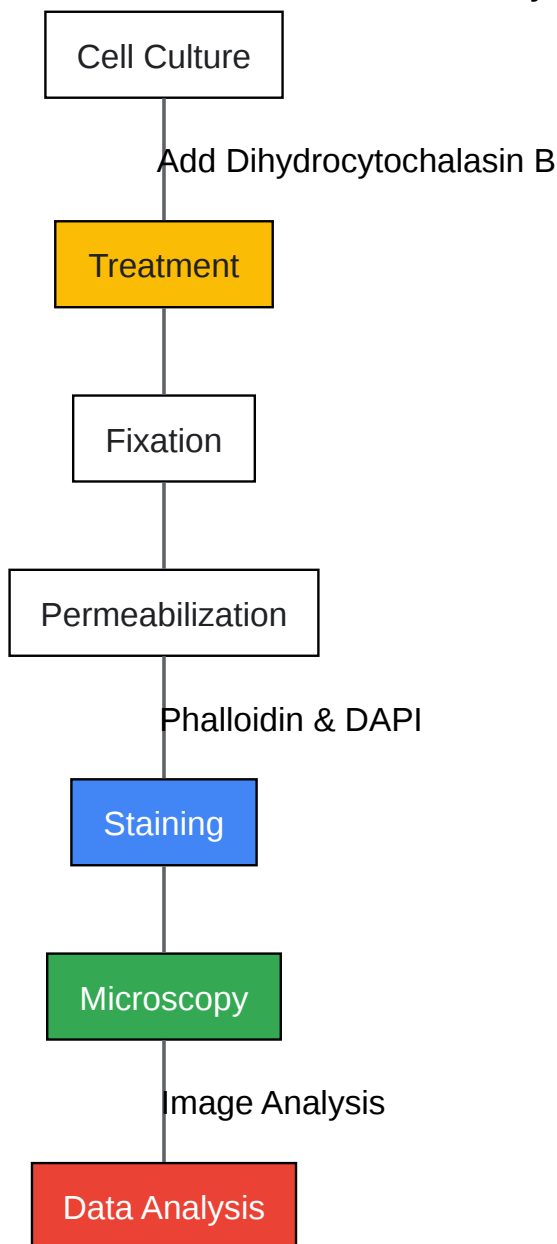 Cell Culture
Add Dihydrocytochalasin B
Treatment
Fixation
Permeabilization
Phalloidin & DAPI
Staining
Microscopy
Image Analysis
Data Analysis